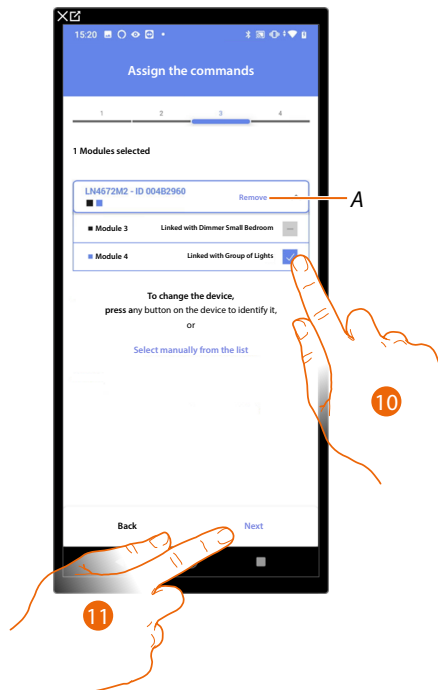 15:20
Assign the commands
1 2 3 4
1 Modules selected
LN4672M2 - ID 004B2960
Remove
A
Module 3 Linked with Dimmer Small Bedroom
Module 4 Linked with Group of Lights
To change the device,
press any button on the device to identify it,
or
Select manually from the list
10
Back Next
11